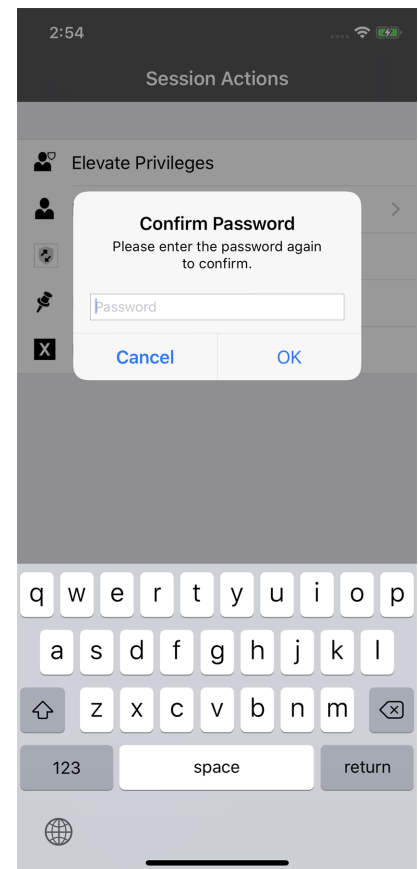 2:54
Session Actions
Elevate Privileges
Confirm Password
Please enter the password again
to confirm.
Password
Cancel OK
X
q w e r t y u i o p
a s d f g h j k l
z x c v b n m
123 space return